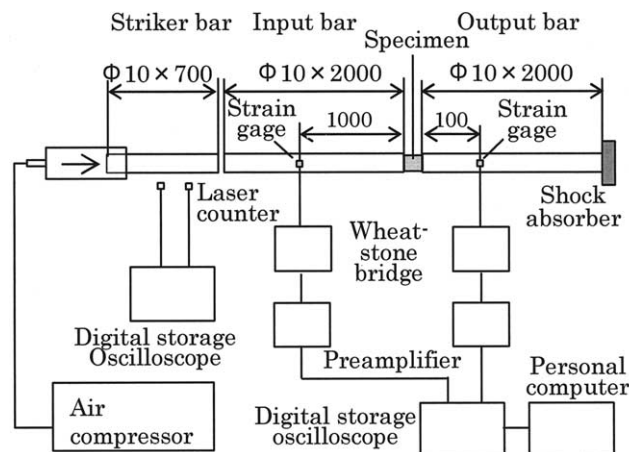 Striker bar
Input bar
Output bar
Specimen
Φ10×700
Φ10×2000
Φ10×2000
Strain
gage
1000
100
Strain
gage
Laser
counter
Shock
absorber
Wheat-
stone
bridge
Digital storage
Oscilloscope
Preamplifier
Personal
computer
Air
compressor
Digital storage
oscilloscope